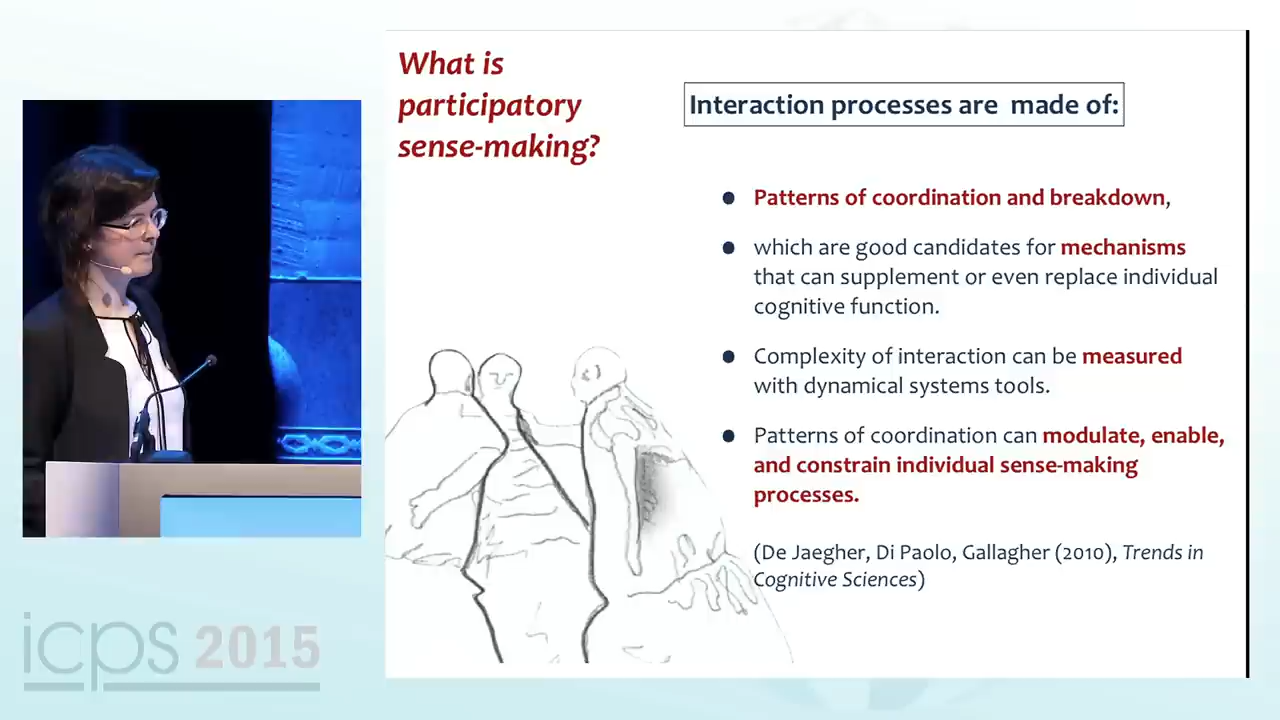 What is
participatory
sense-making?
Interaction processes are made of:
● Patterns of coordination and breakdown,
● which are good candidates for mechanisms
that can supplement or even replace individual
cognitive function.
● Complexity of interaction can be measured
with dynamical systems tools.
● Patterns of coordination can modulate, enable,
and constrain individual sense-making
processes.
(De Jaegher, Di Paolo, Gallagher (2010), Trends in
Cognitive Sciences)
icps 2015